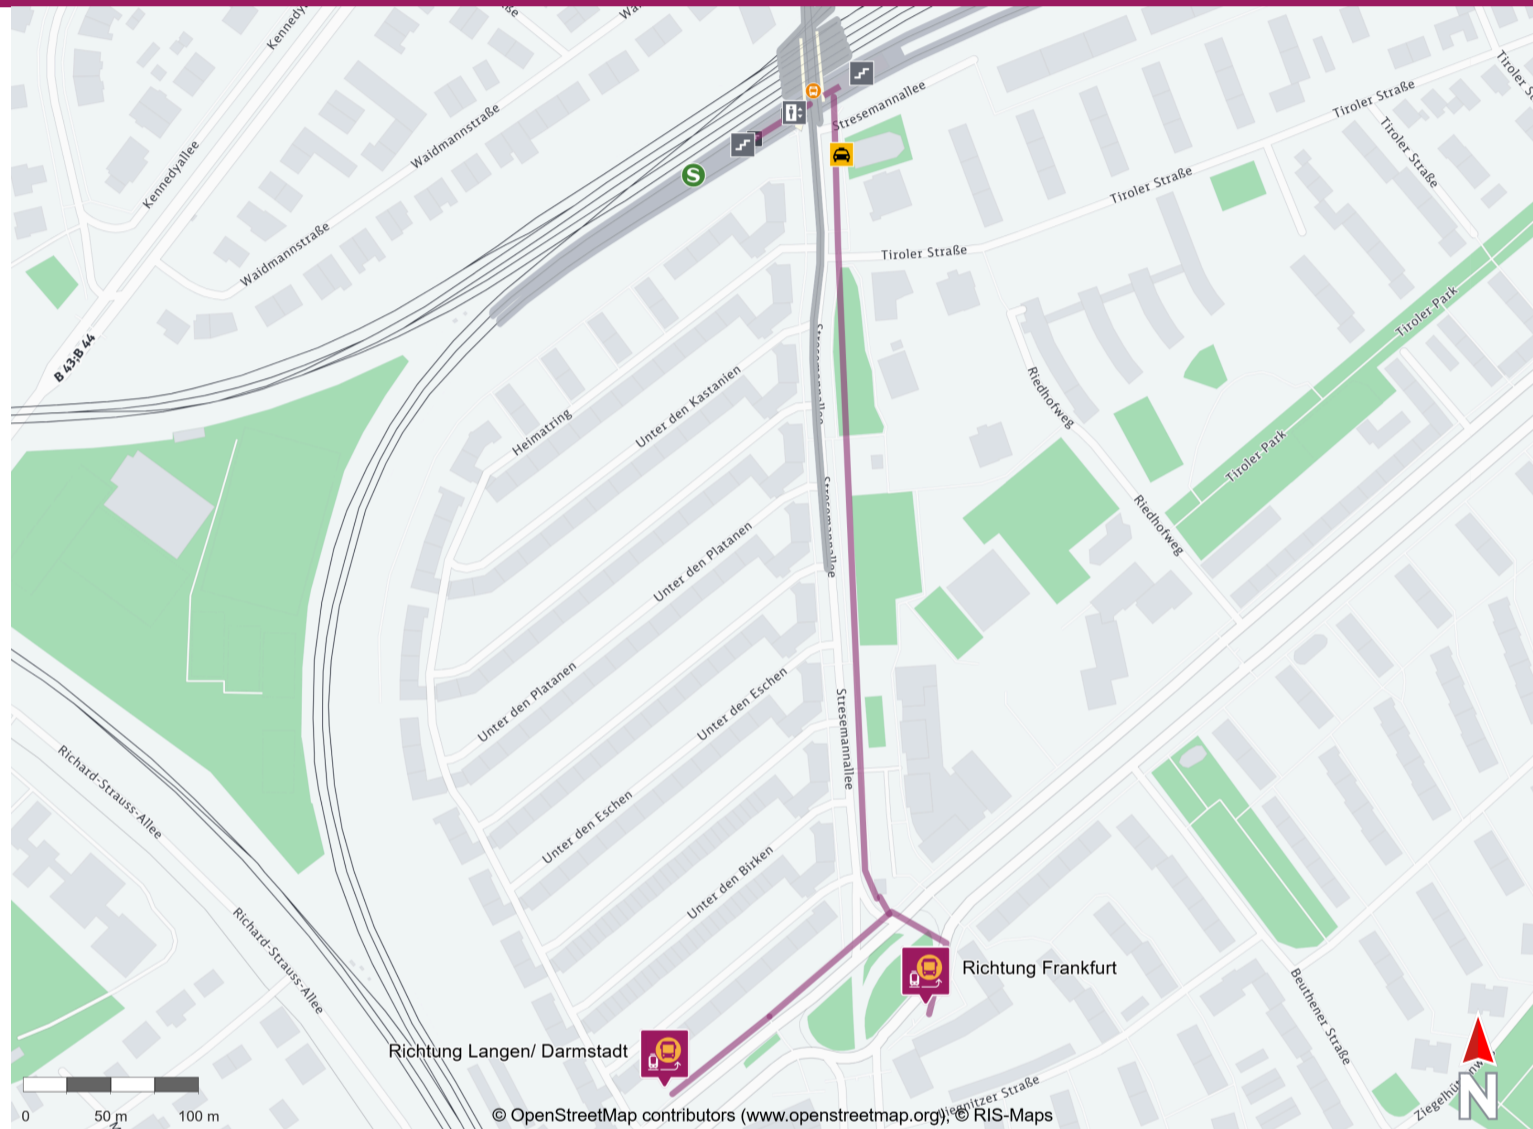 Kennedyallee
Waidmannstraße
Waidmannstraße
Kennedyallee
B 43;B 44
S
Stresemannallee
Tiroler Straße
Tiroler Straße
Tiroler Straße
Tiroler Straße
Tiroler Park
Tiroler Park
Riedhofweg
Riedhofweg
Heimatring
Unter den Kastanien
Stresemannallee
Stresemannallee
Stresemannallee
Unter den Platanen
Unter den Platanen
Unter den Eschen
Unter den Eschen
Unter den Birken
Richard-Strauss-Allee
Richard-Strauss-Allee
Richtung Frankfurt
Richtung Langen/ Darmstadt
Beuthener Straße
N
0 50 m 100 m
© OpenStreetMap contributors (www.openstreetmap.org), © RIS-Maps